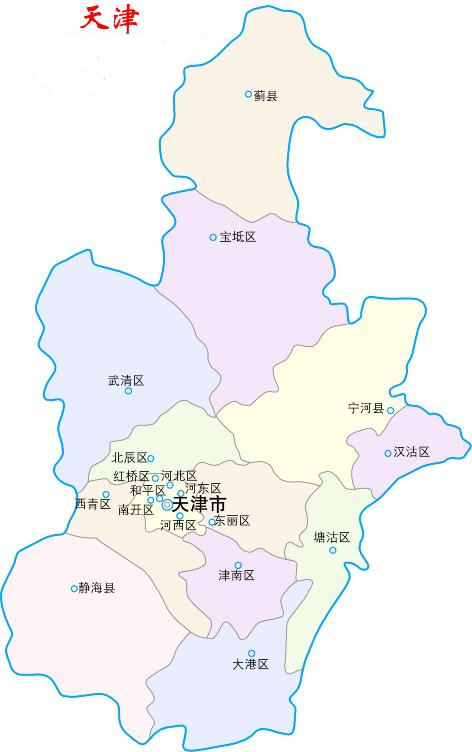 天津
蓟县
宝坻区
武清区
宁河县
汉沽区
北辰区
红桥区
河北区
和平区
河东区
西青区
南开区
天津市
河西区
东丽区
塘沽区
津南区
静海县
大港区